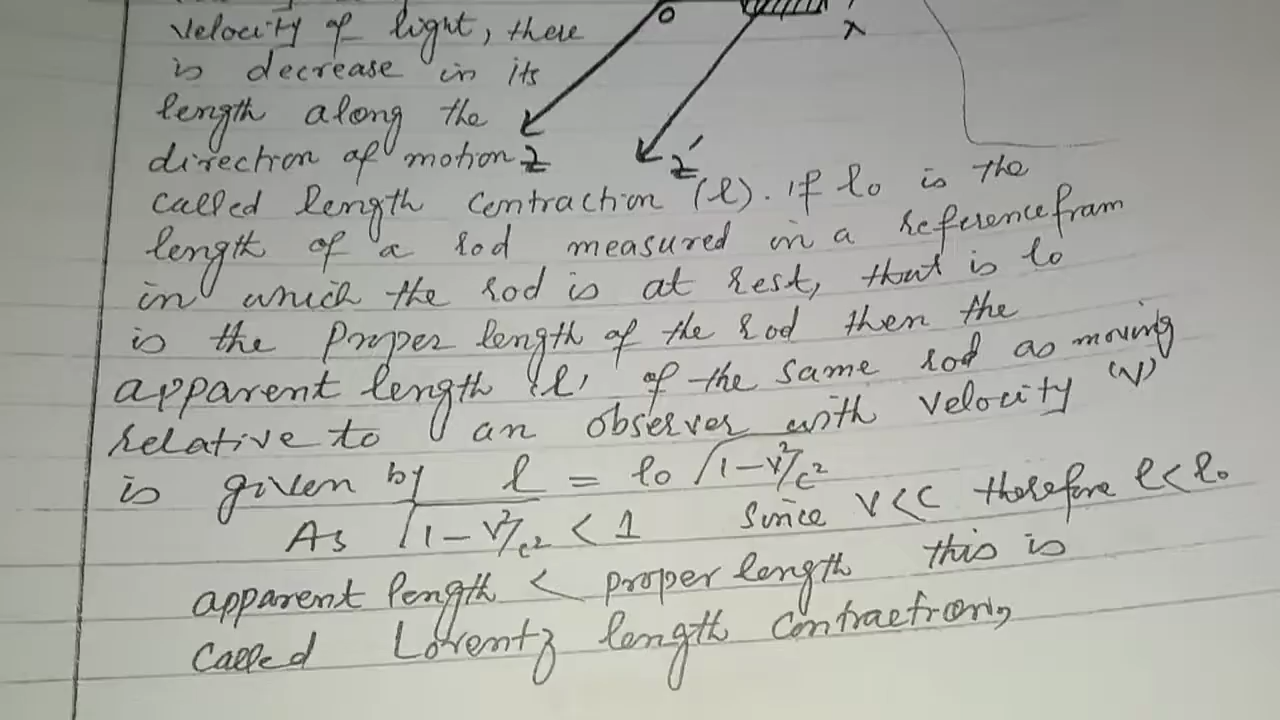 O
x
velocity of light, there
is decrease in its
length along the
direction of motion Z
Z'
called length contraction (l). If l₀ is the
length of a rod measured in a reference fram
in which the rod is at rest, that is l₀
is the proper length of the rod then the
apparent length 'l' of the same rod as moving
relative to an observer with velocity (V)
is given by l = l₀ √1-V²/c²
As √1-V²/c² < 1 Since V<C therefore l<l₀
apparent length < proper length this is
called Lorentz length contraction,